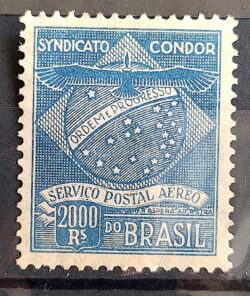 SYNDICATO CONDOR
ORDEM E PROGRESSO
SERVIÇO POSTAL AEREO
2000 Rs DO BRASIL